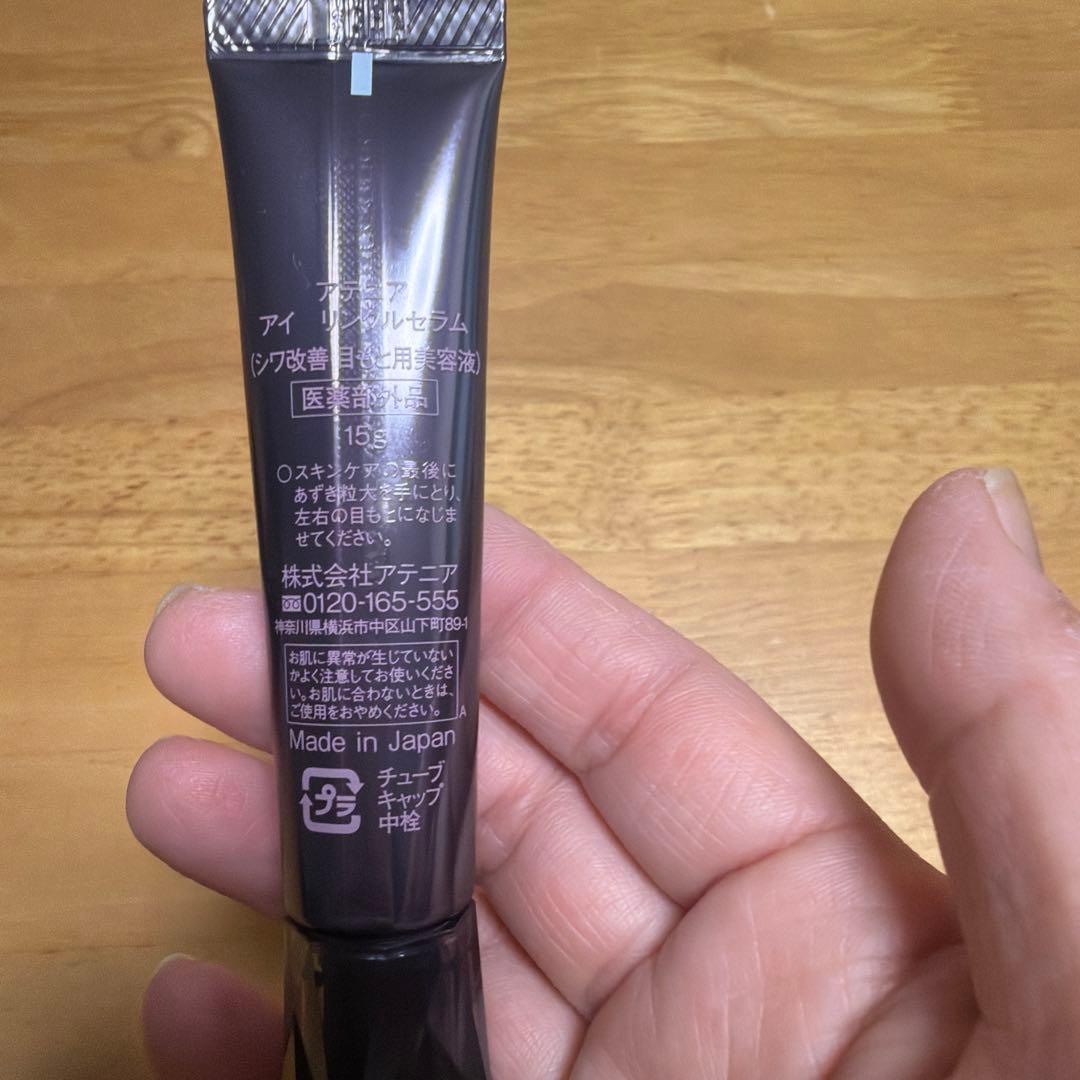 アテニア
アイ リンクルセラム
(シワ改善 目もと用美容液)
医薬部外品
15g
○スキンケアの最後に
あずき粒大を手にとり、
左右の目もとになじま
せてください。
株式会社アテニア
0120-165-555
神奈川県横浜市中区山下町89-1
お肌に異常が生じていない
かよく注意してお使いくださ
い。お肌に合わないときは、
ご使用をおやめください。
A
Made in Japan
プラ
チューブ
キャップ
中栓